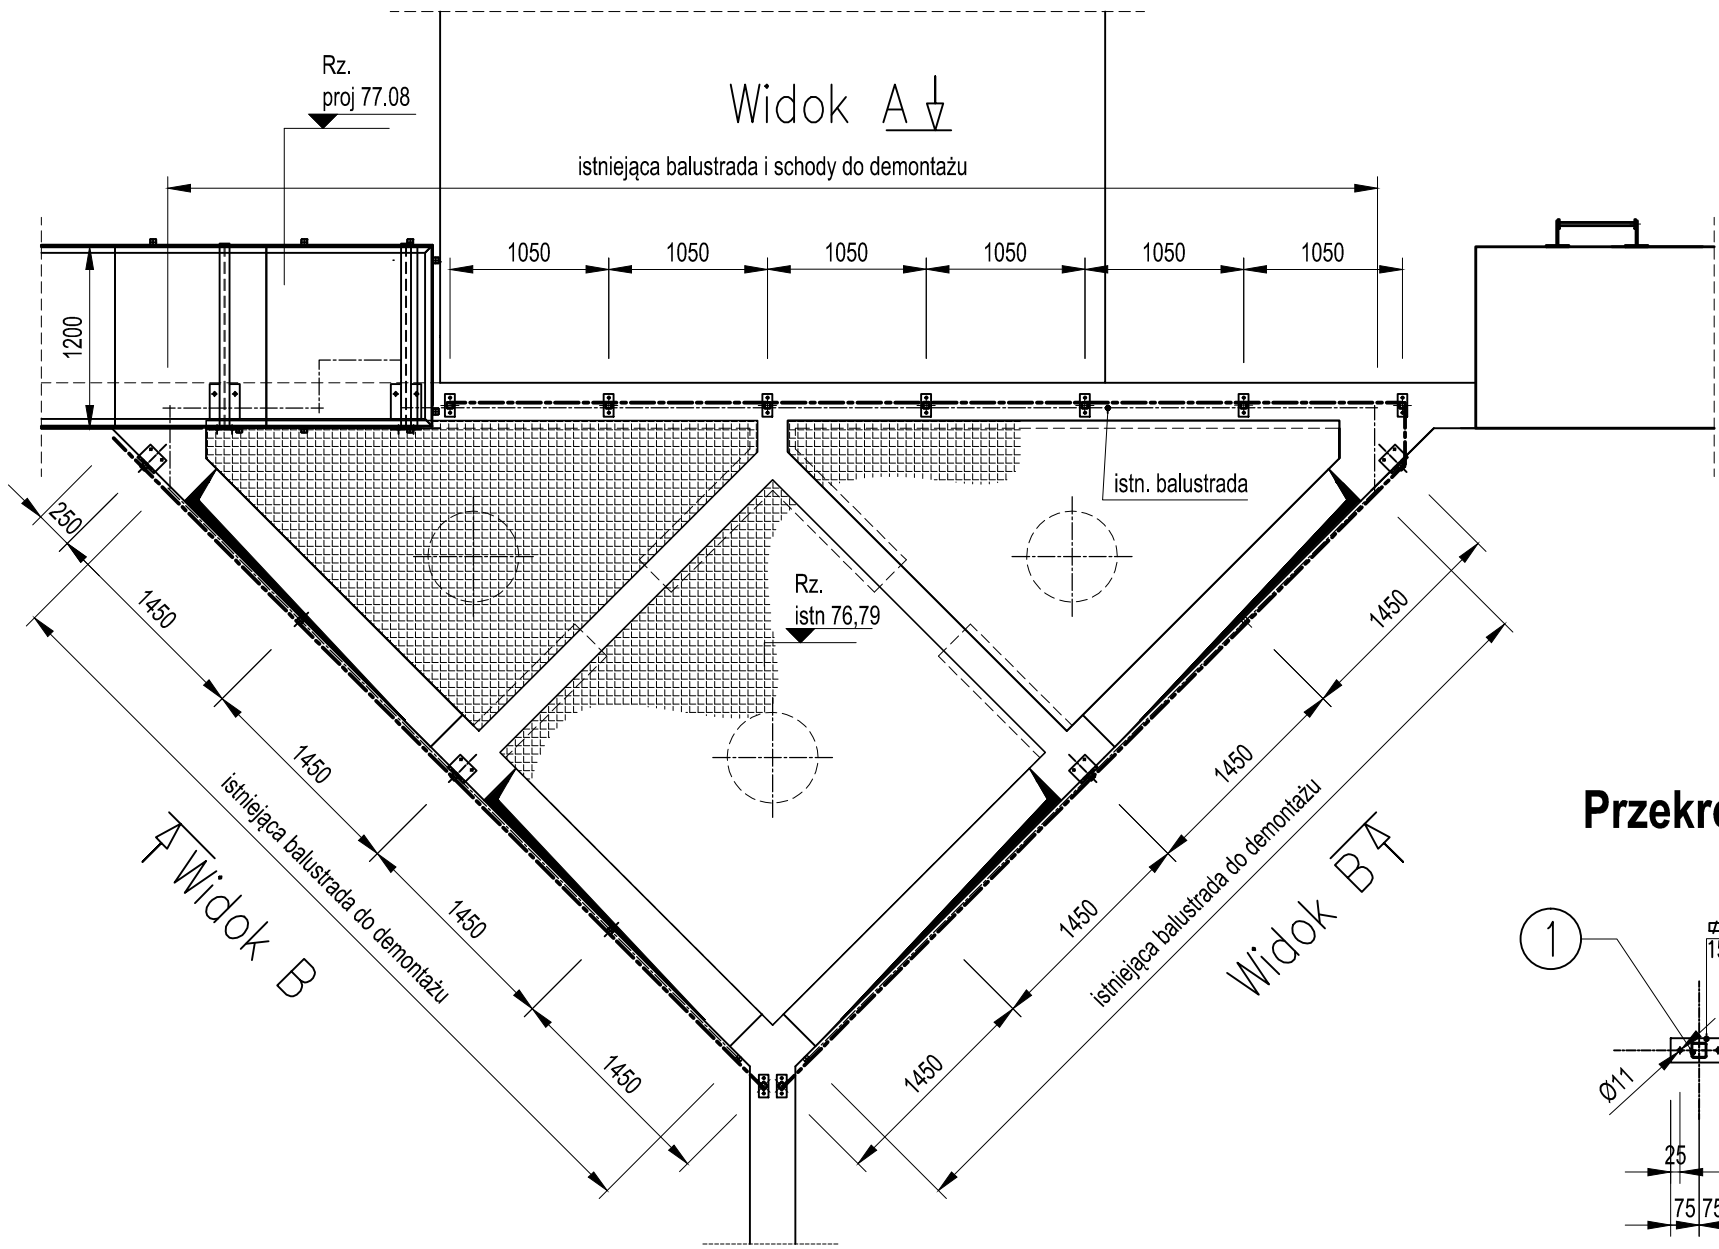 Rz.
proj 77.08
Widok A
istniejąca balustrada i schody do demontażu
1050
1050
1050
1050
1050
1050
1200
istn. balustrada
250
Rz.
istn 76,79
1450
1450
1450
1450
istniejąca balustrada do demontażu
Widok B
1450
1450
1450
1450
istniejąca balustrada do demontażu
Widok B
1
Ø11
25
75